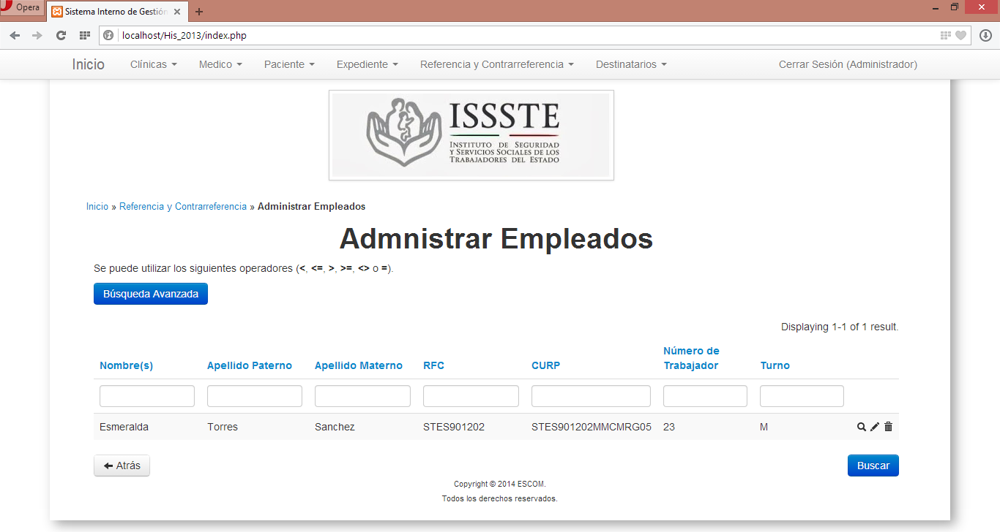 Opera
Sistema Interno de Gestión
localhost/His_2013/index.php
Inicio Clínicas Medico Paciente Expediente Referencia y Contrarreferencia Destinatarios Cerrar Sesión (Administrador)
ISSSTE
INSTITUTO DE SEGURIDAD
Y SERVICIOS SOCIALES DE LOS
TRABAJADORES DEL ESTADO
Inicio » Referencia y Contrarreferencia » Administrar Empleados
Admnistrar Empleados
Se puede utilizar los siguientes operadores (<, <=, >, >=, <> o =).
Búsqueda Avanzada
Displaying 1-1 of 1 result.
Nombre(s) Apellido Paterno Apellido Materno RFC CURP Número de Trabajador Turno
Esmeralda Torres Sanchez STES901202 STES901202MMCMRG05 23 M
Atrás Buscar
Copyright © 2014 ESCOM.
Todos los derechos reservados.